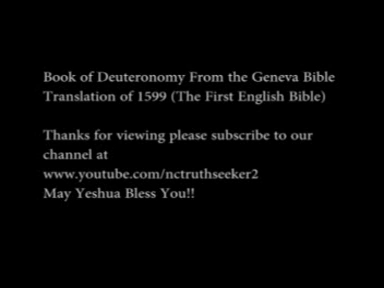 Book of Deuteronomy From the Geneva Bible
Translation of 1599 (The First English Bible)
Thanks for viewing please subscribe to our
channel at
www.youtube.com/nctruthseeker2
May Yeshua Bless You!!